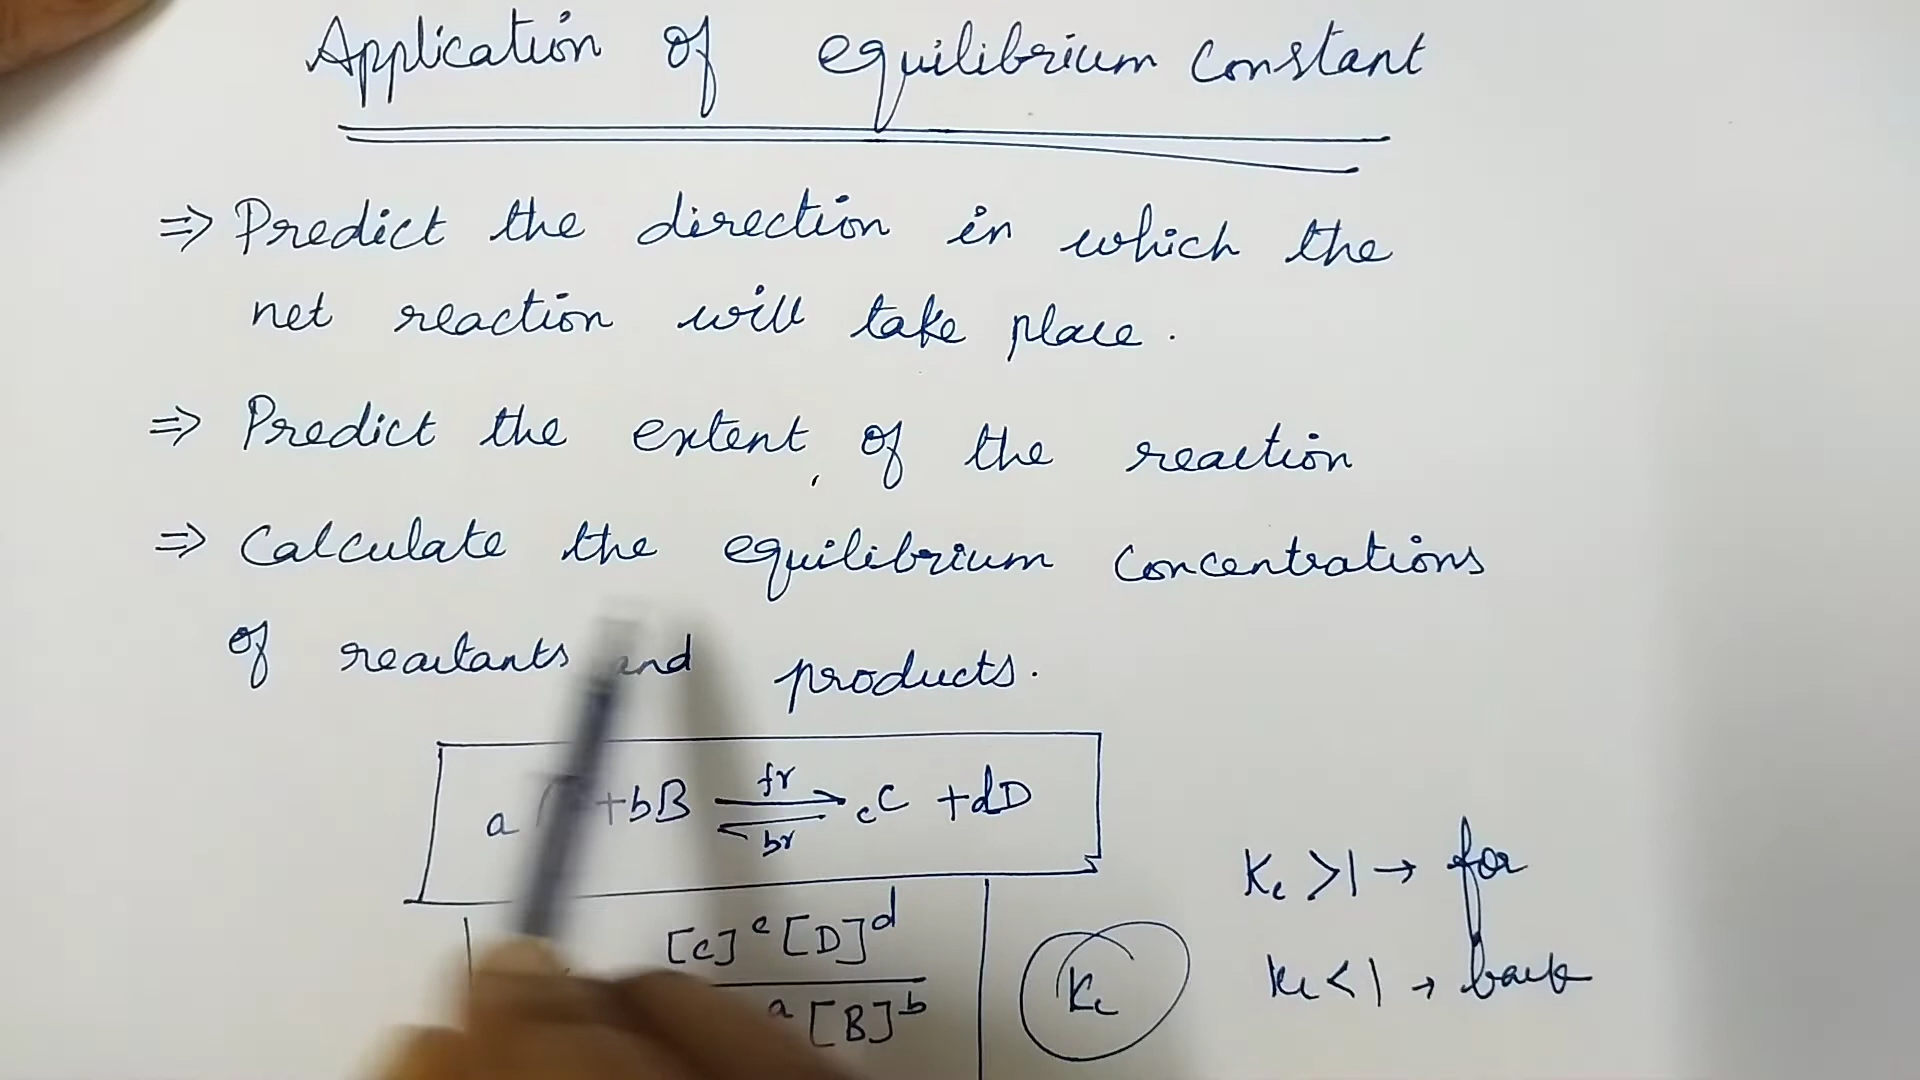 Application of equilibrium constant
⇒ Predict the direction in which the
net reaction will take place.
⇒ Predict the extent of the reaction
⇒ Calculate the equilibrium concentrations
of reactants and products.
fr
a +bB ⇌ cC +dD
br
[C]^c [D]^d
a [B]^b
Kc
Kc >1 → for
Kc <1 → back